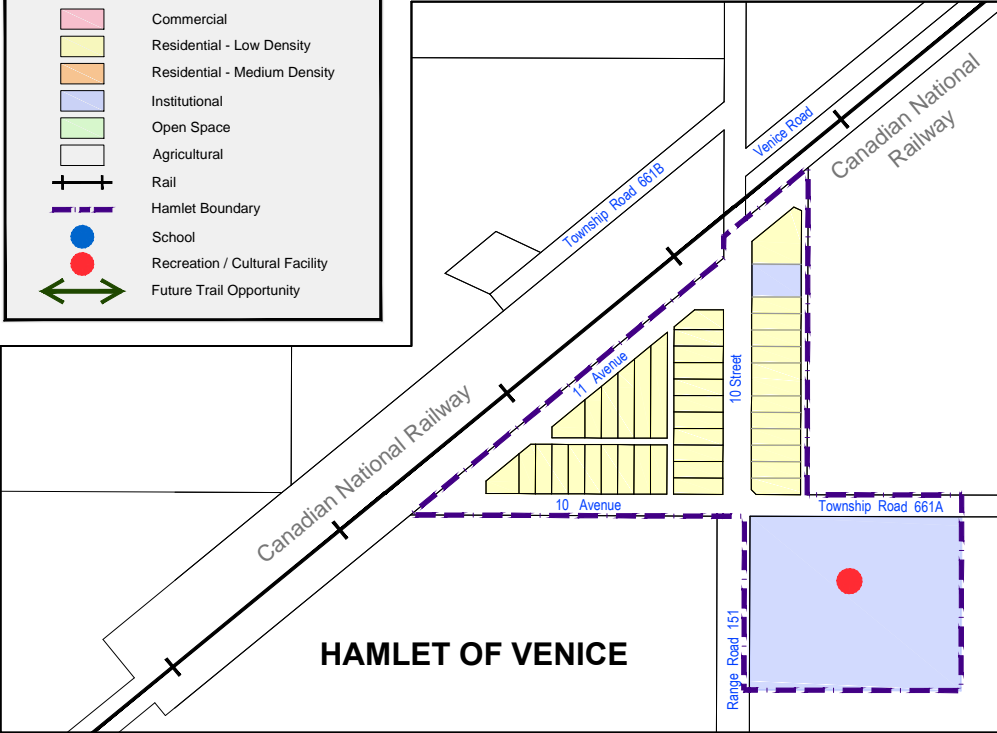 Commercial
Residential - Low Density
Residential - Medium Density
Institutional
Open Space
Agricultural
Rail
Hamlet Boundary
School
Recreation / Cultural Facility
Future Trail Opportunity
Venice Road
Canadian National
Railway
Township Road 661B
11 Avenue
10 Street
Canadian National Railway
10 Avenue
Township Road 661A
Range Road 151
HAMLET OF VENICE